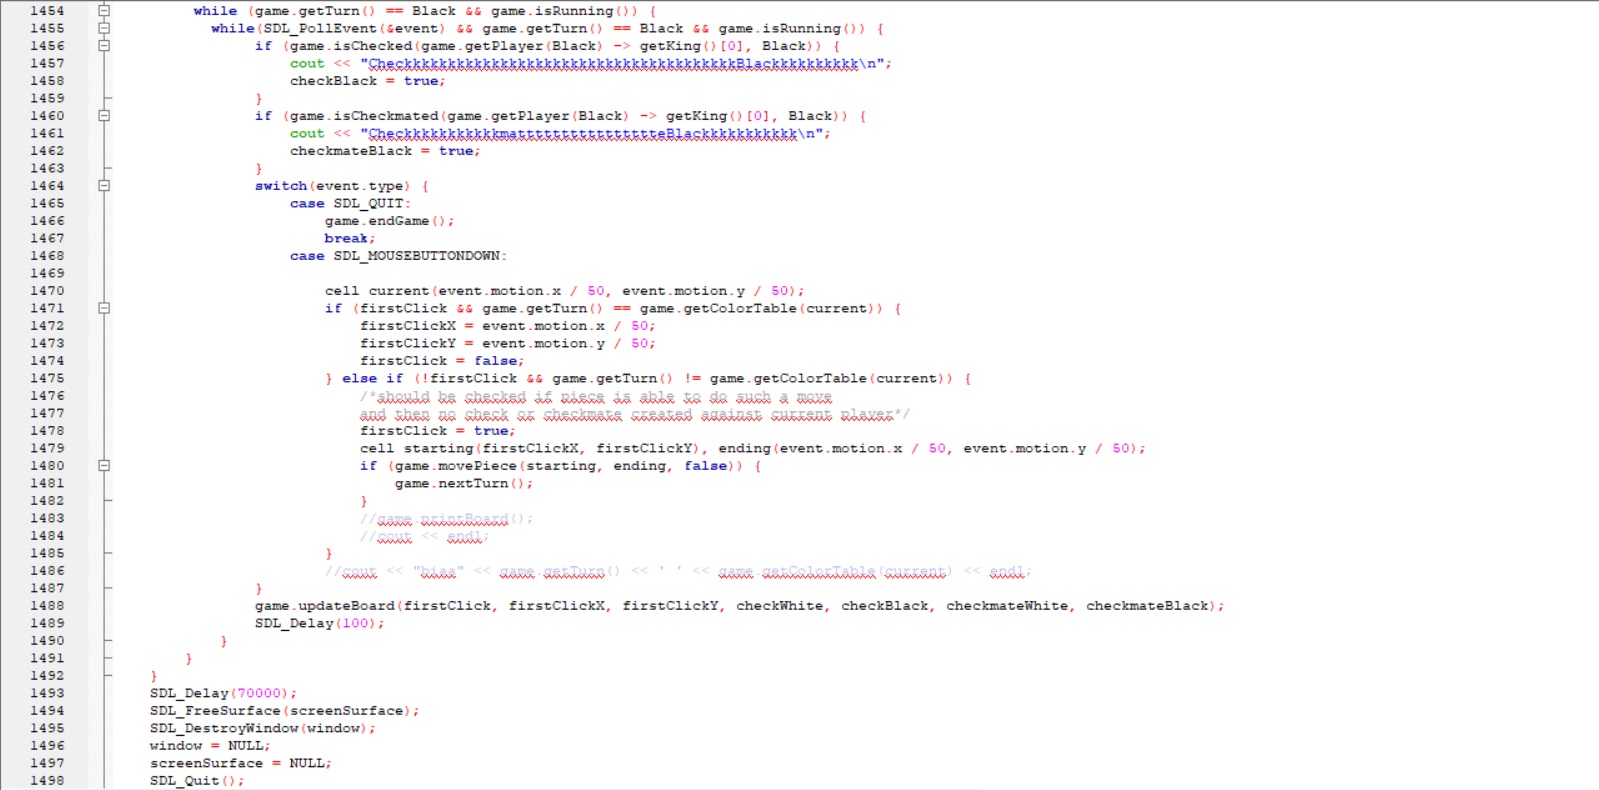 1454 while (game.getTurn() == Black && game.isRunning()) {
1455 while(SDL_PollEvent(&event) && game.getTurn() == Black && game.isRunning()) {
1456 if (game.isChecked(game.getPlayer(Black) -> getKing()[0], Black)) {
1457 cout << "CheckkkkkkkkkkkkkkkkkkkkkkkkkkkkkkkkkkkkkkBlackkkkkkkkkk\n";
1458 checkBlack = true;
1459 }
1460 if (game.isCheckmated(game.getPlayer(Black) -> getKing()[0], Black)) {
1461 cout << "CheckkkkkkkkkkkmatttttttttttttttteBlackkkkkkkkkkk\n";
1462 checkmateBlack = true;
1463 }
1464 switch(event.type) {
1465 case SDL_QUIT:
1466 game.endGame();
1467 break;
1468 case SDL_MOUSEBUTTONDOWN:
1469
1470 cell current(event.motion.x / 50, event.motion.y / 50);
1471 if (firstClick && game.getTurn() == game.getColorTable(current)) {
1472 firstClickX = event.motion.x / 50;
1473 firstClickY = event.motion.y / 50;
1474 firstClick = false;
1475 } else if (!firstClick && game.getTurn() != game.getColorTable(current)) {
1476 /*should be checked if piece is able to do such a move
1477 and then no check or checkmate created against current player*/
1478 firstClick = true;
1479 cell starting(firstClickX, firstClickY), ending(event.motion.x / 50, event.motion.y / 50);
1480 if (game.movePiece(starting, ending, false)) {
1481 game.nextTurn();
1482 }
1483 //game.printBoard();
1484 //cout << endl;
1485 }
1486 //cout << "biaa" << game.getTurn() << ' ' << game.getColorTable(current) << endl;
1487 }
1488 game.updateBoard(firstClick, firstClickX, firstClickY, checkWhite, checkBlack, checkmateWhite, checkmateBlack);
1489 SDL_Delay(100);
1490 }
1491 }
1492 }
1493 SDL_Delay(70000);
1494 SDL_FreeSurface(screenSurface);
1495 SDL_DestroyWindow(window);
1496 window = NULL;
1497 screenSurface = NULL;
1498 SDL_Quit();